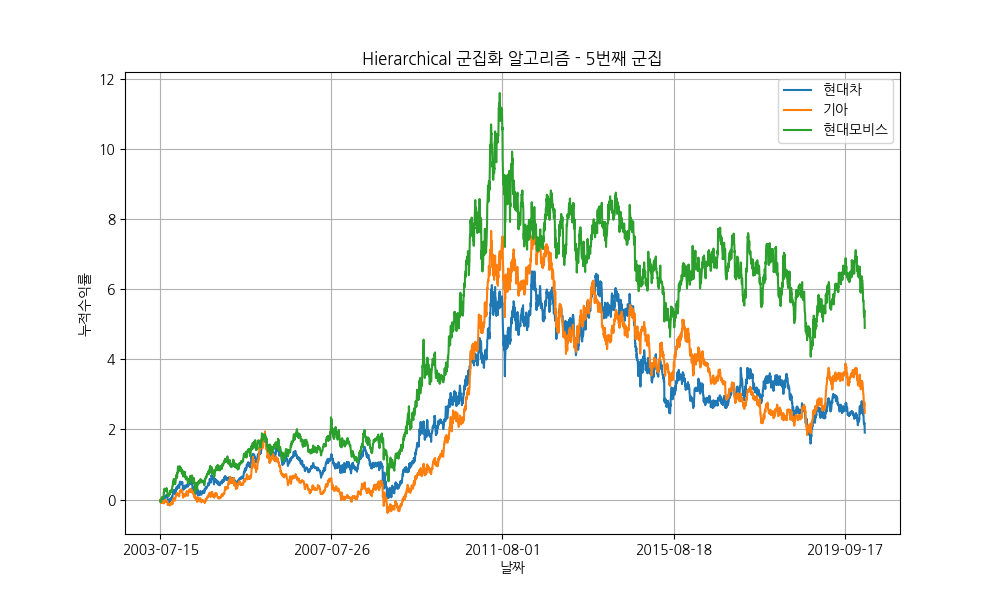 Hierarchical 군집화 알고리즘 - 5번째 군집
현대차
기아
현대모비스
누적수익률
12
10
8
6
4
2
0
2003-07-15
2007-07-26
2011-08-01
2015-08-18
2019-09-17
날짜